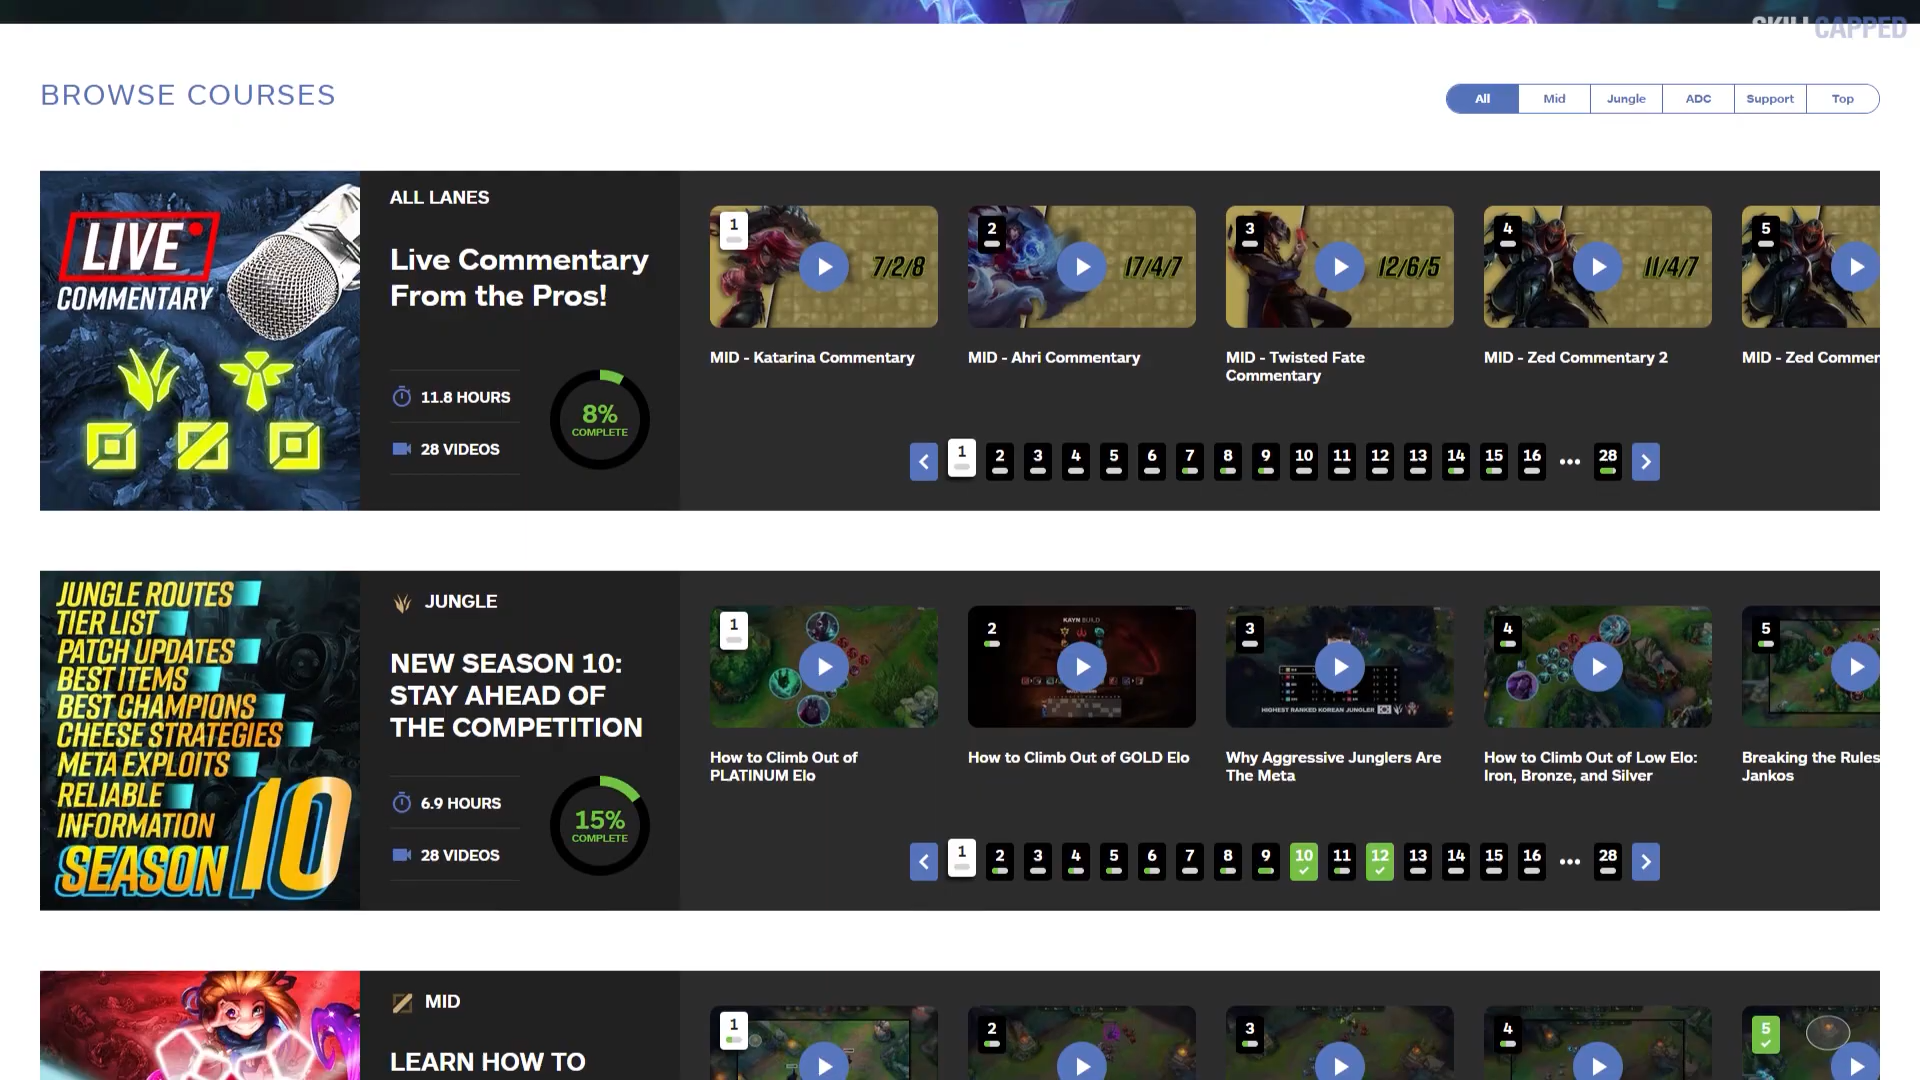 SKILLCAPPED
BROWSE COURSES
All Mid Jungle ADC Support Top
LIVE
COMMENTARY
ALL LANES
Live Commentary
From the Pros!
11.8 HOURS
28 VIDEOS
8%
COMPLETE
1
7/2/8
MID - Katarina Commentary
2
17/4/7
MID - Ahri Commentary
3
12/6/5
MID - Twisted Fate
Commentary
4
11/4/7
MID - Zed Commentary 2
5
MID - Zed Commen
1 2 3 4 5 6 7 8 9 10 11 12 13 14 15 16 ••• 28
JUNGLE ROUTES
TIER LIST
PATCH UPDATES
BEST ITEMS
BEST CHAMPIONS
CHEESE STRATEGIES
META EXPLOITS
RELIABLE
INFORMATION
SEASON 10
JUNGLE
NEW SEASON 10:
STAY AHEAD OF
THE COMPETITION
6.9 HOURS
28 VIDEOS
15%
COMPLETE
1
How to Climb Out of
PLATINUM Elo
2
KAYN BUILD
How to Climb Out of GOLD Elo
3
HIGHEST RANKED KOREAN JUNGLER
Why Aggressive Junglers Are
The Meta
4
How to Climb Out of Low Elo:
Iron, Bronze, and Silver
5
Breaking the Rules
Jankos
1 2 3 4 5 6 7 8 9 10 11 12 13 14 15 16 ••• 28
MID
LEARN HOW TO
1
2
3
4
5